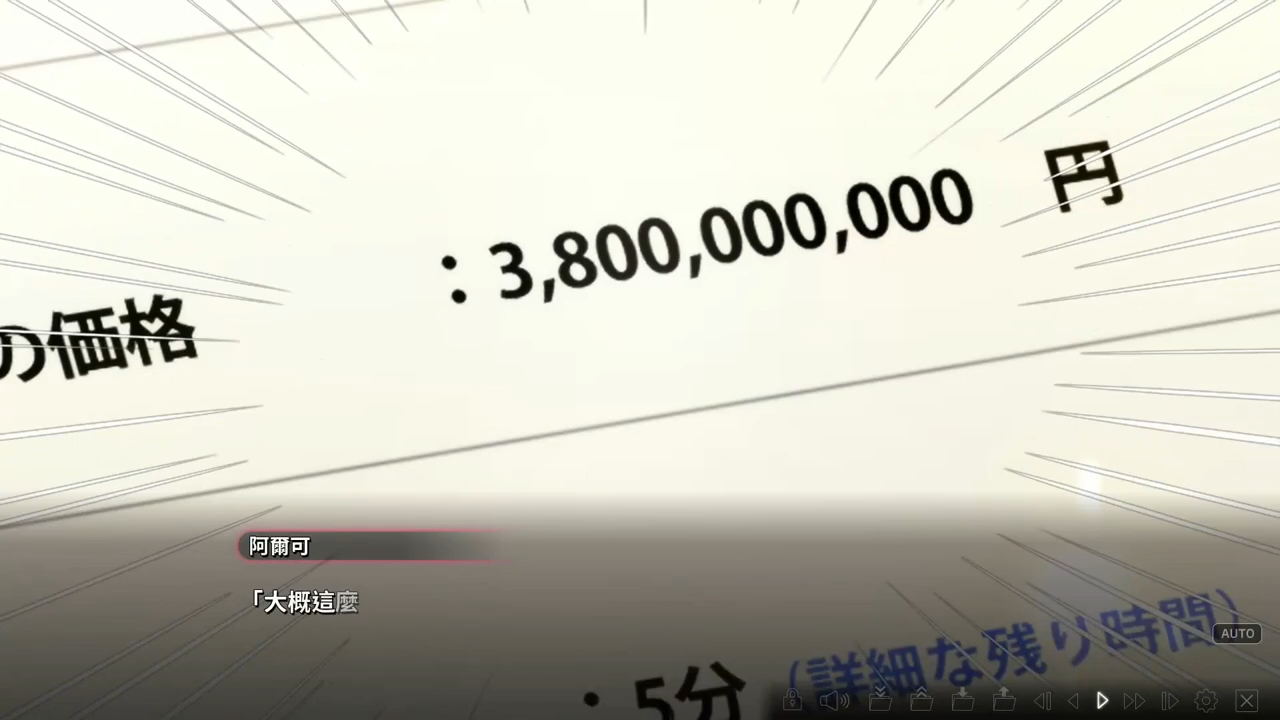 の価格 : 3,800,000,000 円
阿爾可
「大概這麼
: 5分 (詳細な残り時間)
AUTO